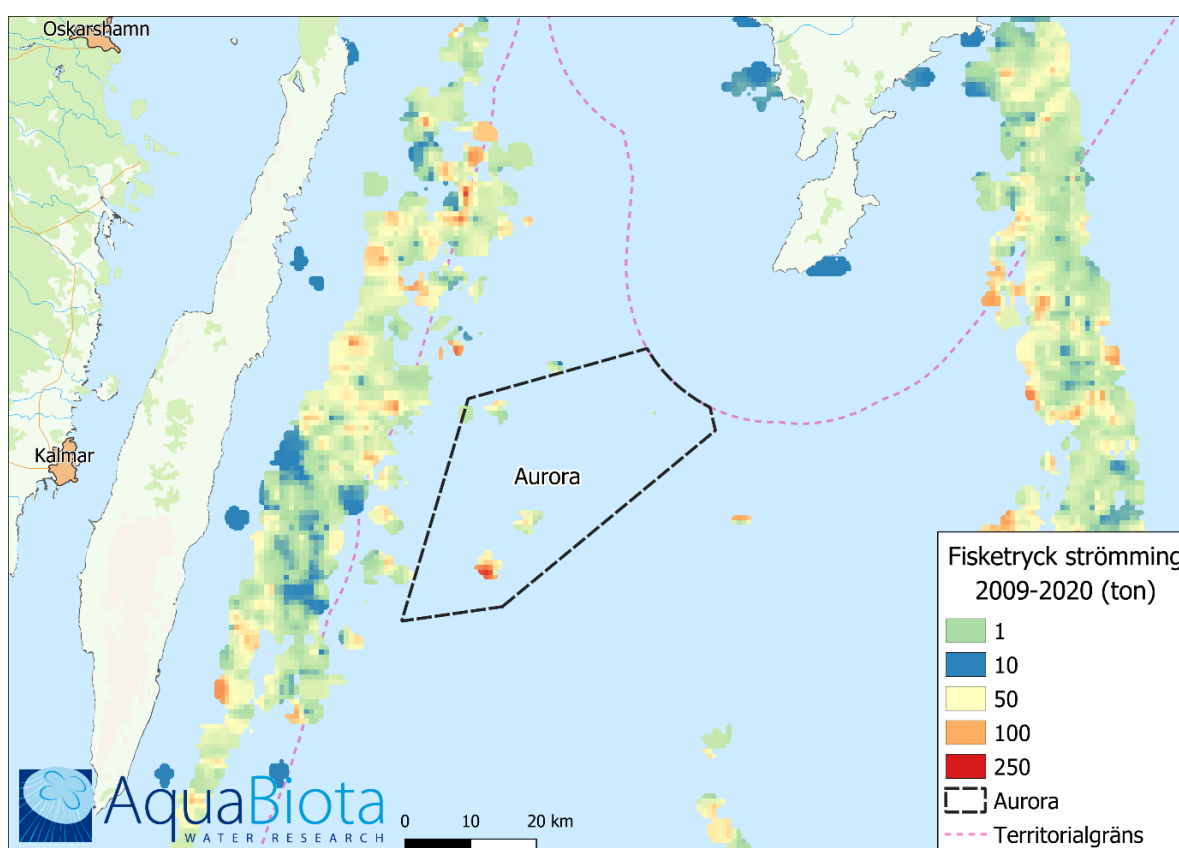 Oskarshamn
Kalmar
Aurora
Fisketryck strömming
2009-2020 (ton)
1
10
50
100
250
Aurora
Territorialgräns
AquaBiota
WATER RESEARCH
0 10 20 km